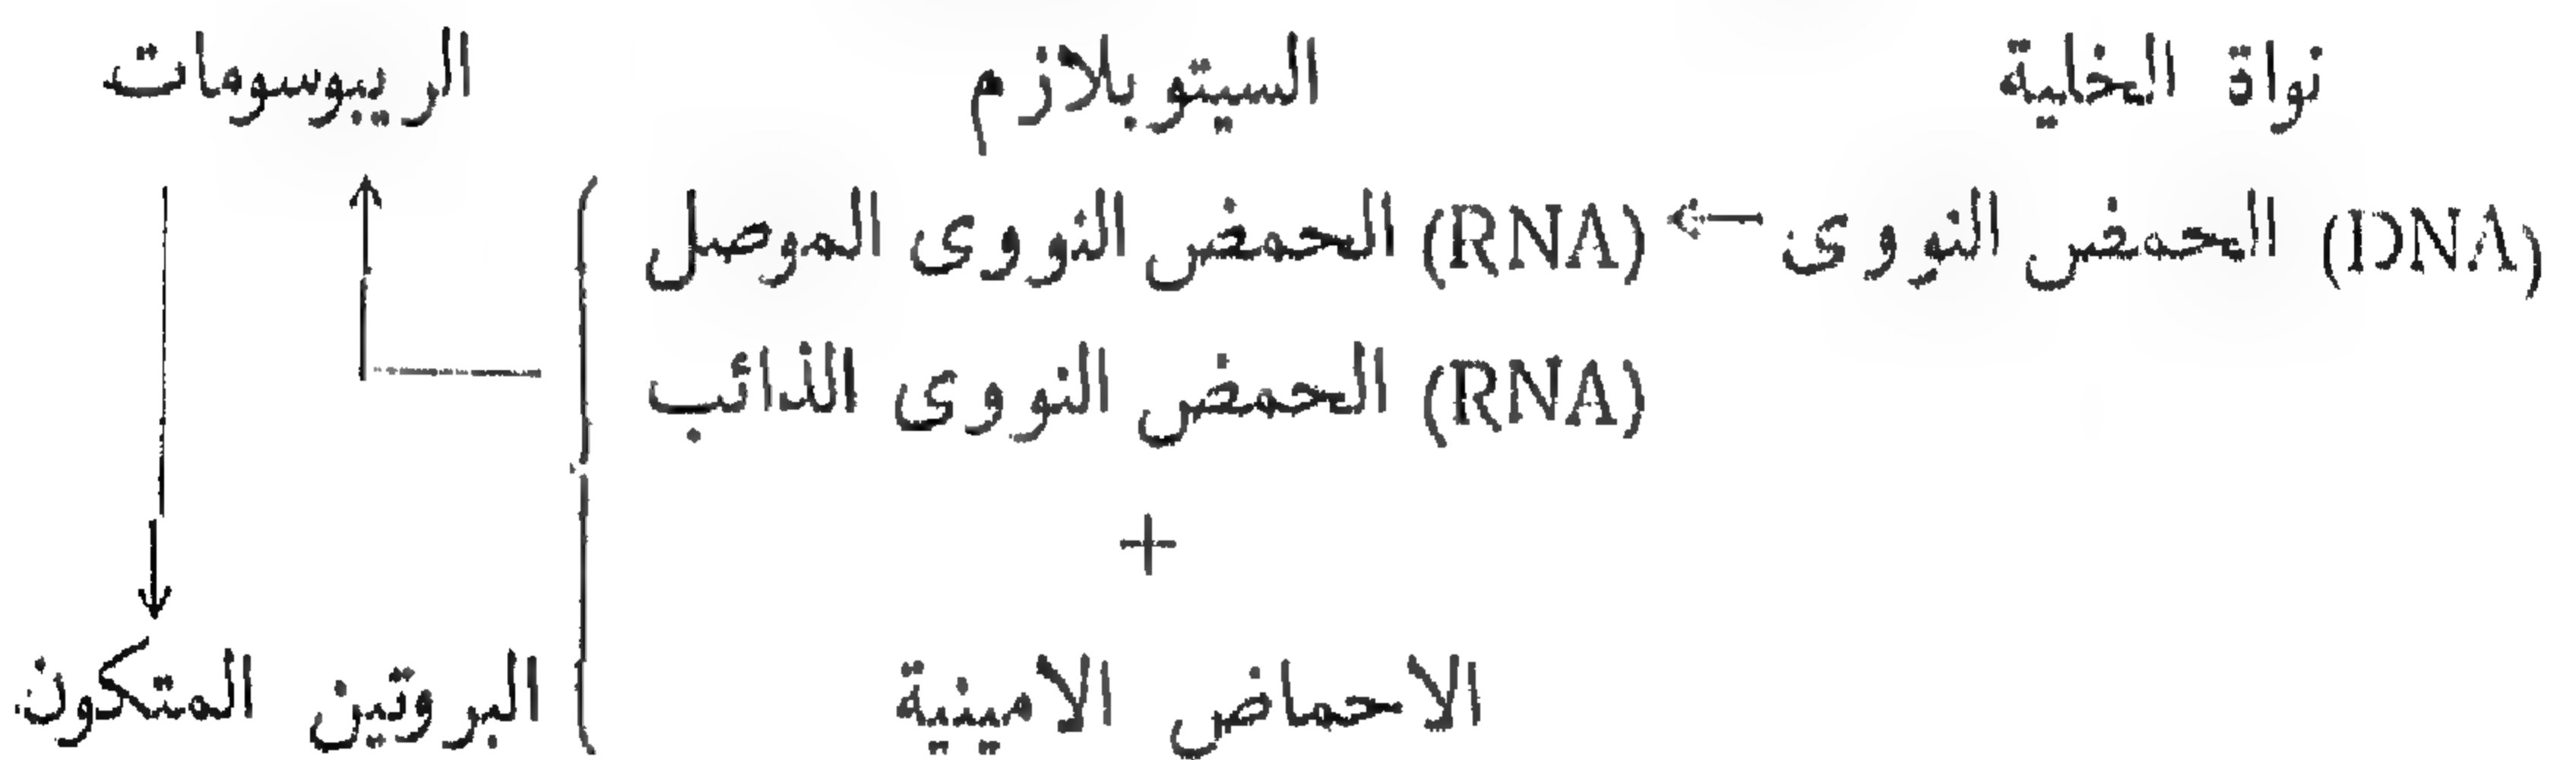 نواة الخلية السيتوبلازم الريبوسومات
(DNA) الحمض النووى ← (RNA) الحمض النووى الموصل
(RNA) الحمض النووى الذائب
+
الاحماض الامينية البروتين المتكون